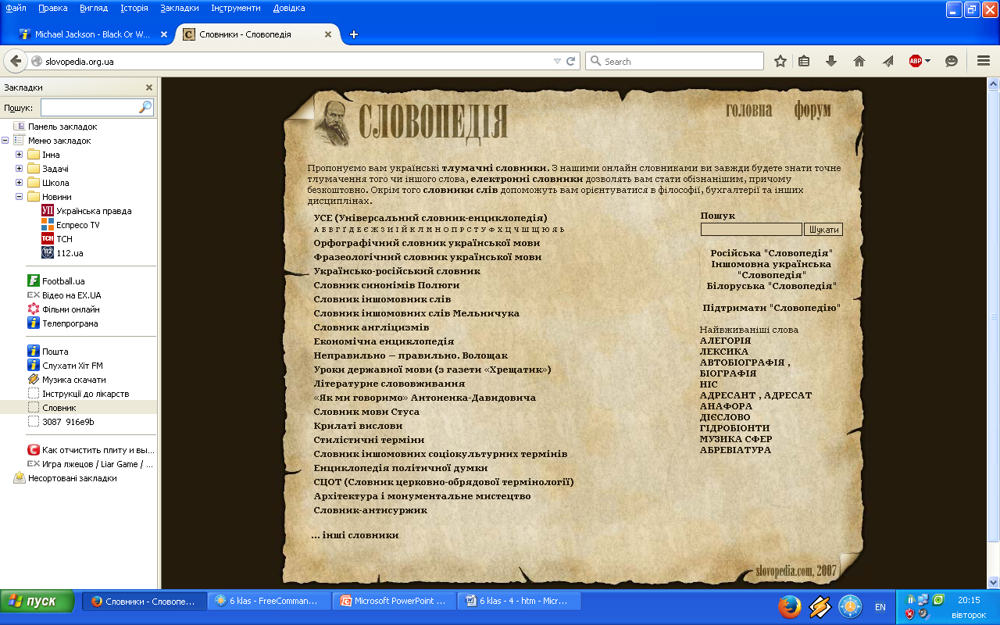 Файл Правка Вигляд Історія Закладки Інструменти Довідка
Michael Jackson - Black Or W...
Словники - Словопедія
slovopedia.org.ua
Search
ABP
Закладки
Пошук:
Панель закладок
Меню закладок
Інна
Задачі
Школа
Новини
УП Українська правда
Еспресо TV
ТСН ТСН
112 112.ua
Football.ua
EX Відео на EX.UA
Фільми онлайн
Телепрограма
Пошта
Слухати Хіт FM
Музика скачати
Інструкції до лікарств
Словник
3087 916e9b
Как отчистить плиту и вы...
EX Игра лжецов / Liar Game / ...
Несортовані закладки
СЛОВОПЕДІЯ
головна форум
Пропонуємо вам українські тлумачні словники. З нашими онлайн словниками ви завжди будете знати точне
тлумачення того чи іншого слова, електронні словники дозволять вам стати обізнанішим, причому
безкоштовно. Окрім того словники слів допоможуть вам орієнтуватися в філософії, бухгалтерії та інших
дисциплінах.
УСЕ (Універсальний словник-енциклопедія)
А Б В Г Ґ Д Е Є Ж З И І Й К Л М Н О П Р С Т У Ф Х Ц Ч Ш Щ Ю Я Ь
Орфографічний словник української мови
Фразеологічний словник української мови
Українсько-російський словник
Словник синонімів Полюги
Словник іншомовник слів
Словник іншомовних слів Мельничука
Словник англіцизмів
Економічна енциклопедія
Неправильно — правильно. Волощак
Уроки державної мови (з газети «Хрещатик»)
Літературне слововживання
«Як ми говоримо» Антоненка-Давидовича
Словник мови Стуса
Крилаті вислови
Стилістичні терміни
Словник іншомовних соціокультурних термінів
Енциклопедія політичної думки
СЦОТ (Словник церковно-обрядової термінології)
Архітектура і монументальне мистецтво
Словник-антисуржик
... інші словники
Пошук
Шукати
Російська "Словопедія"
Іншомовна українська
"Словопедія"
Білоруська "Словопедія"
Підтримати "Словопедію"
Найвживаніші слова
АЛЕГОРІЯ
ЛЕКСИКА
АВТОБІОГРАФІЯ ,
БІОГРАФІЯ
НІС
АДРЕСАНТ , АДРЕСАТ
АНАФОРА
ДІЄСЛОВО
ГІДРОБІОНТИ
МУЗИКА СФЕР
АБРЕВІАТУРА
slovopedia.com, 2007
пуск
Словники - Словопе...
6 klas - FreeComman...
Microsoft PowerPoint ...
6 klas - 4 - htm - Micr...
EN
20:15
вівторок